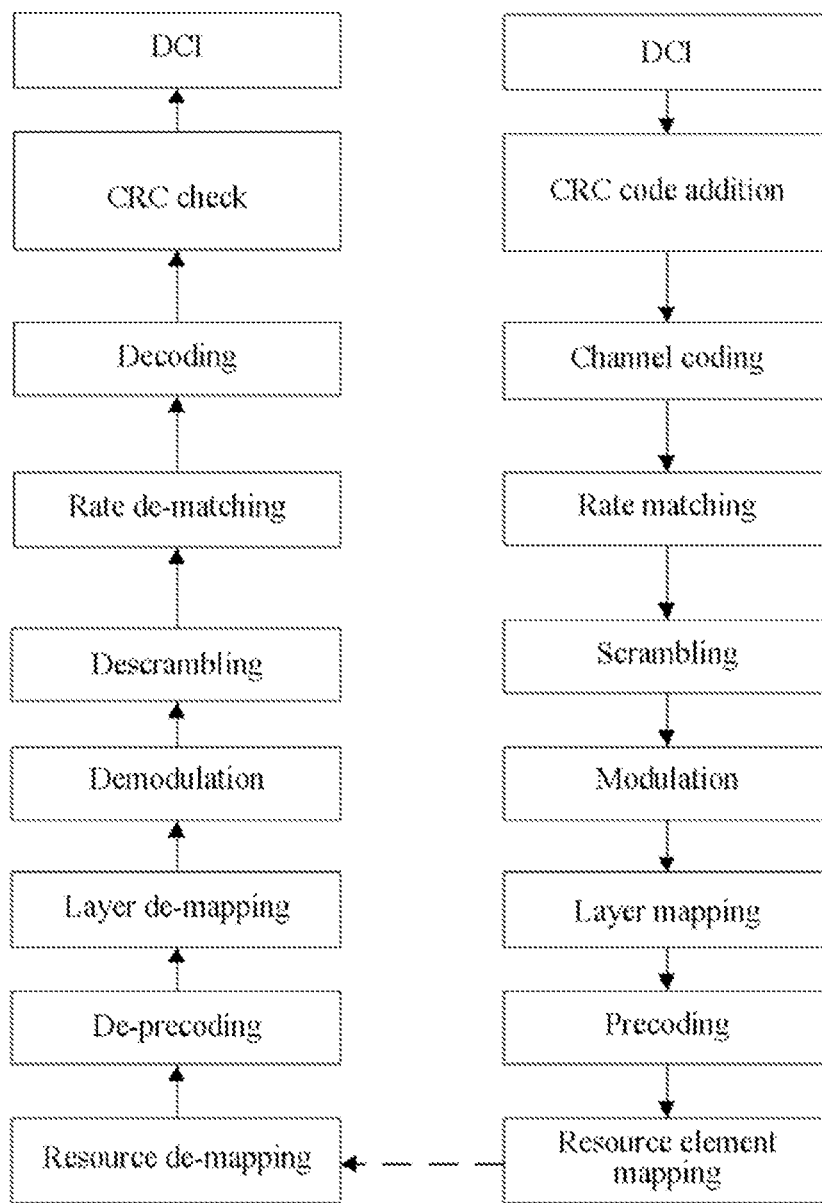 DCI
CRC check
Decoding
Rate de-matching
Descrambling
Demodulation
Layer de-mapping
De-precoding
Resource de-mapping
DCI
CRC code addition
Channel coding
Rate matching
Scrambling
Modulation
Layer mapping
Precoding
Resource element
mapping